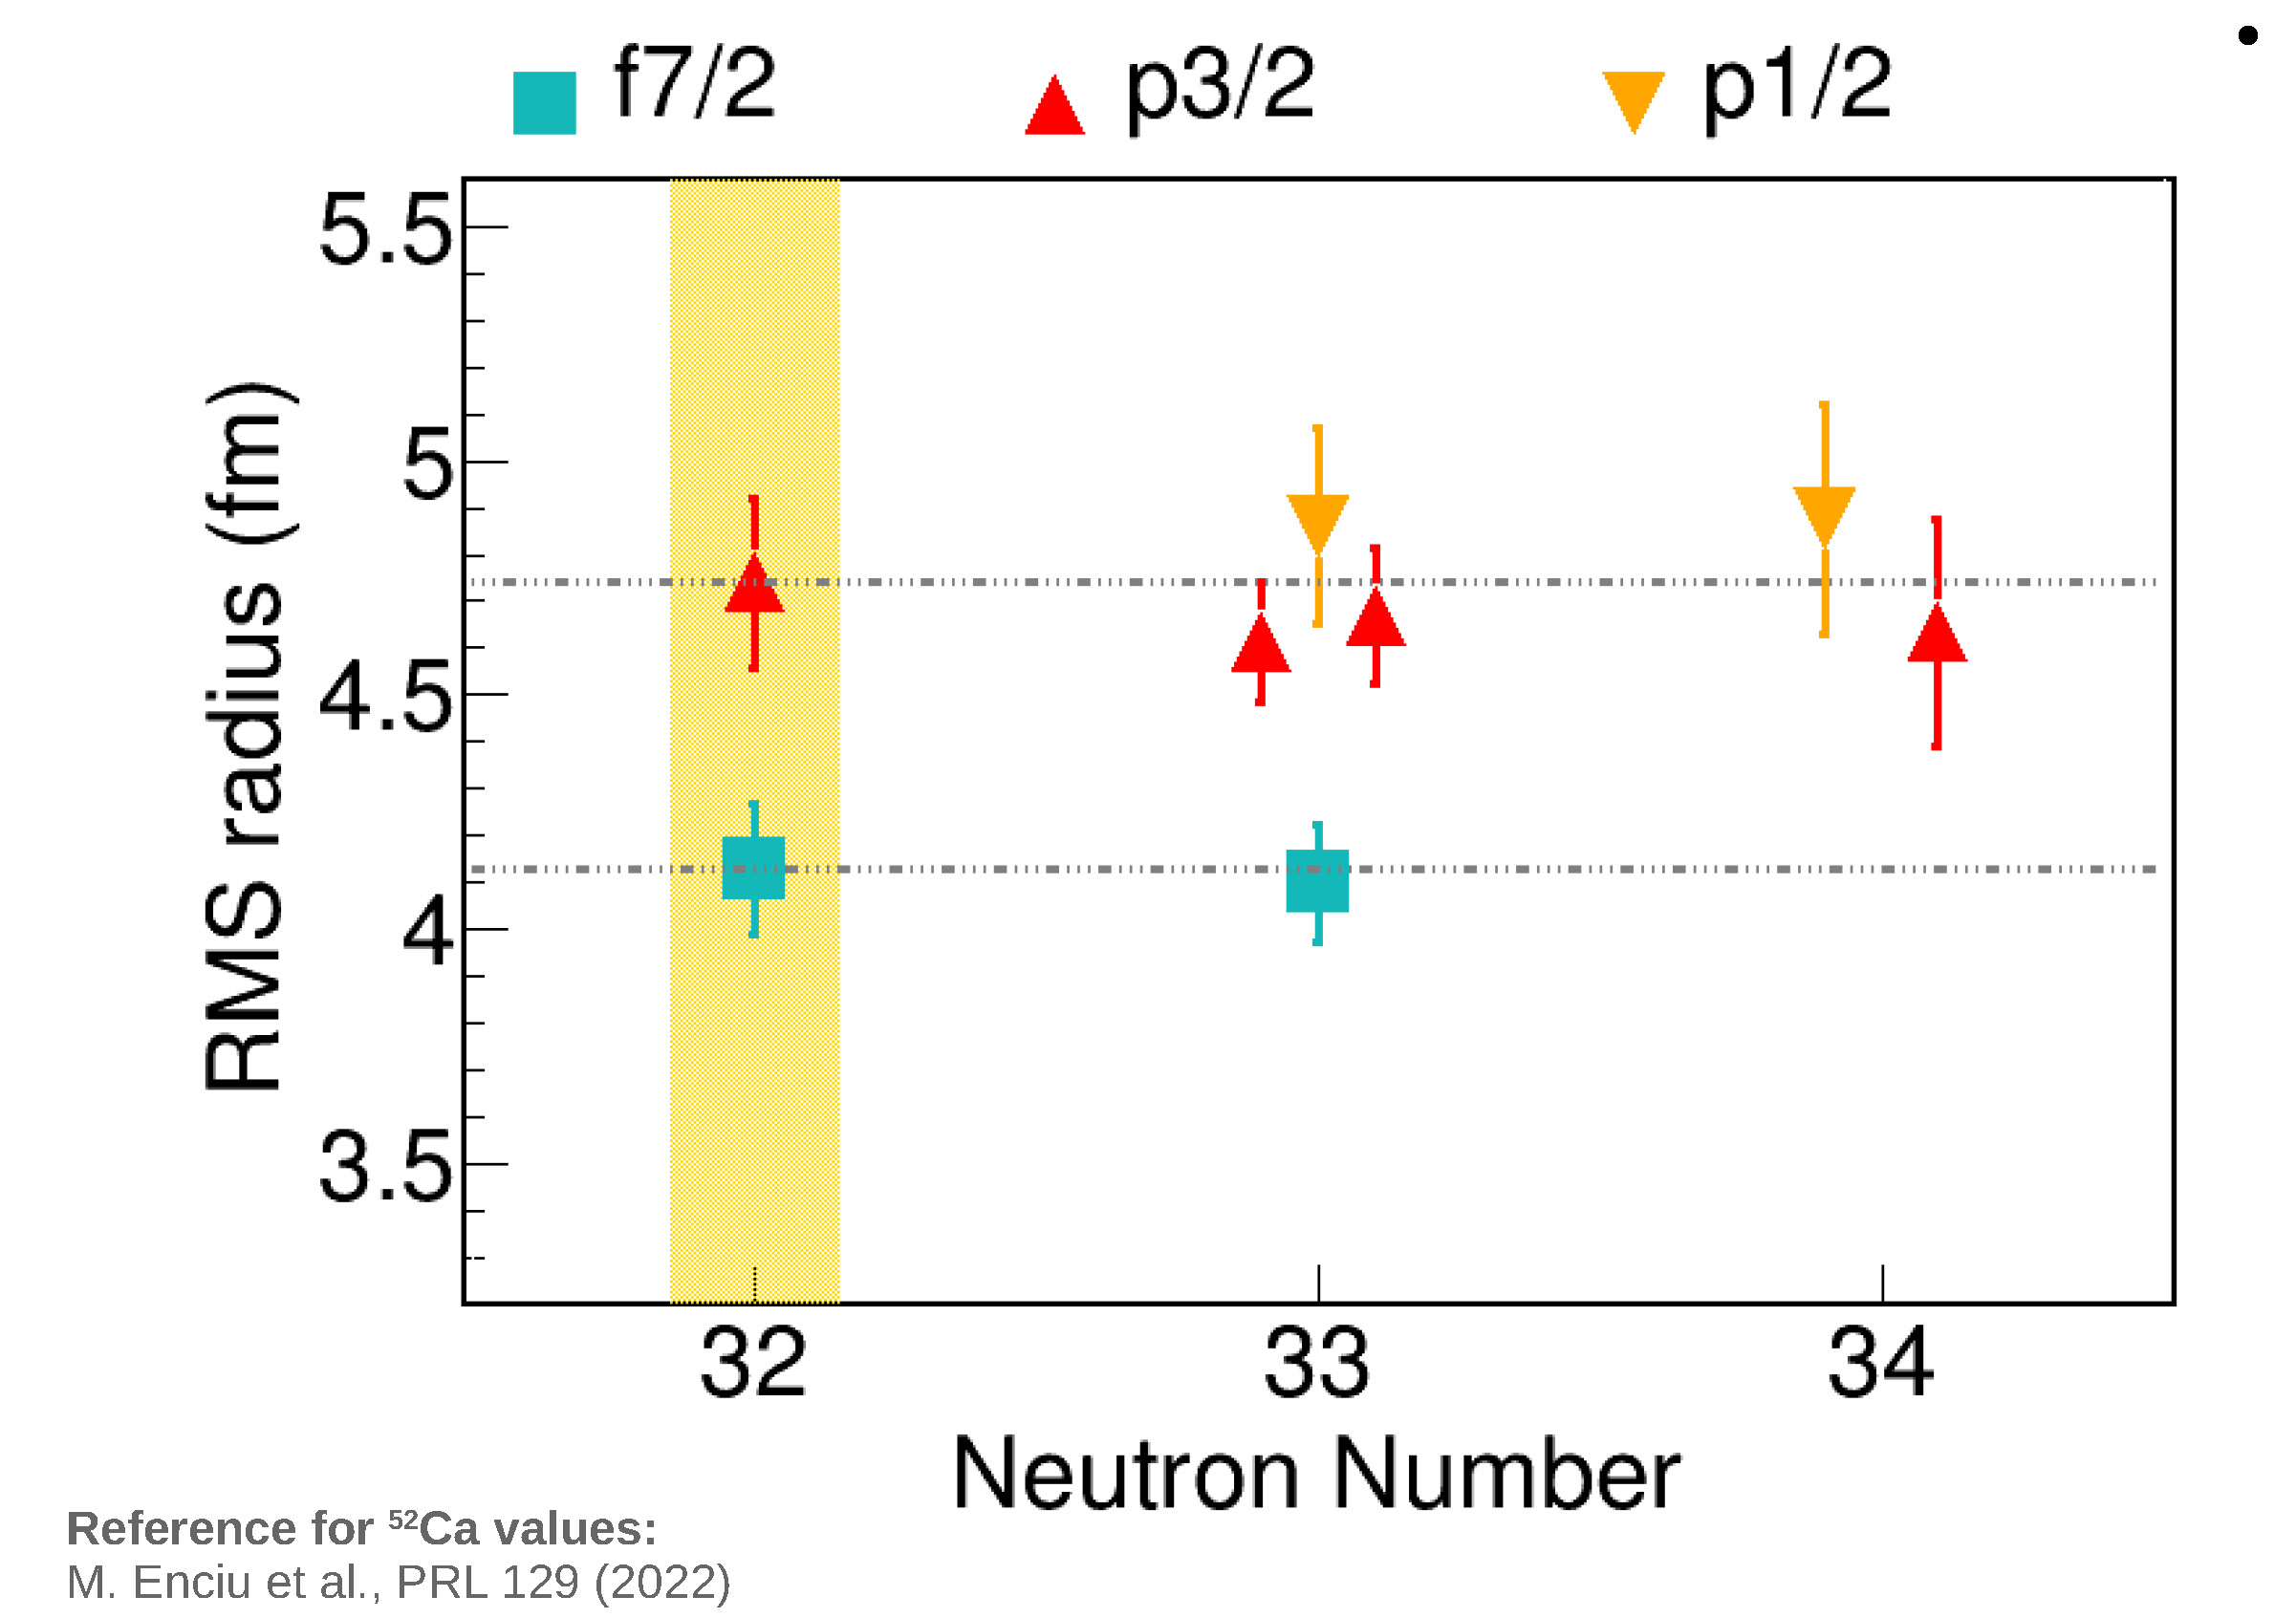 •
f7/2 p3/2 p1/2
5.5
5
4.5
4
3.5
RMS radius (fm)
32 33 34
Neutron Number
Reference for ⁵²Ca values:
M. Enciu et al., PRL 129 (2022)